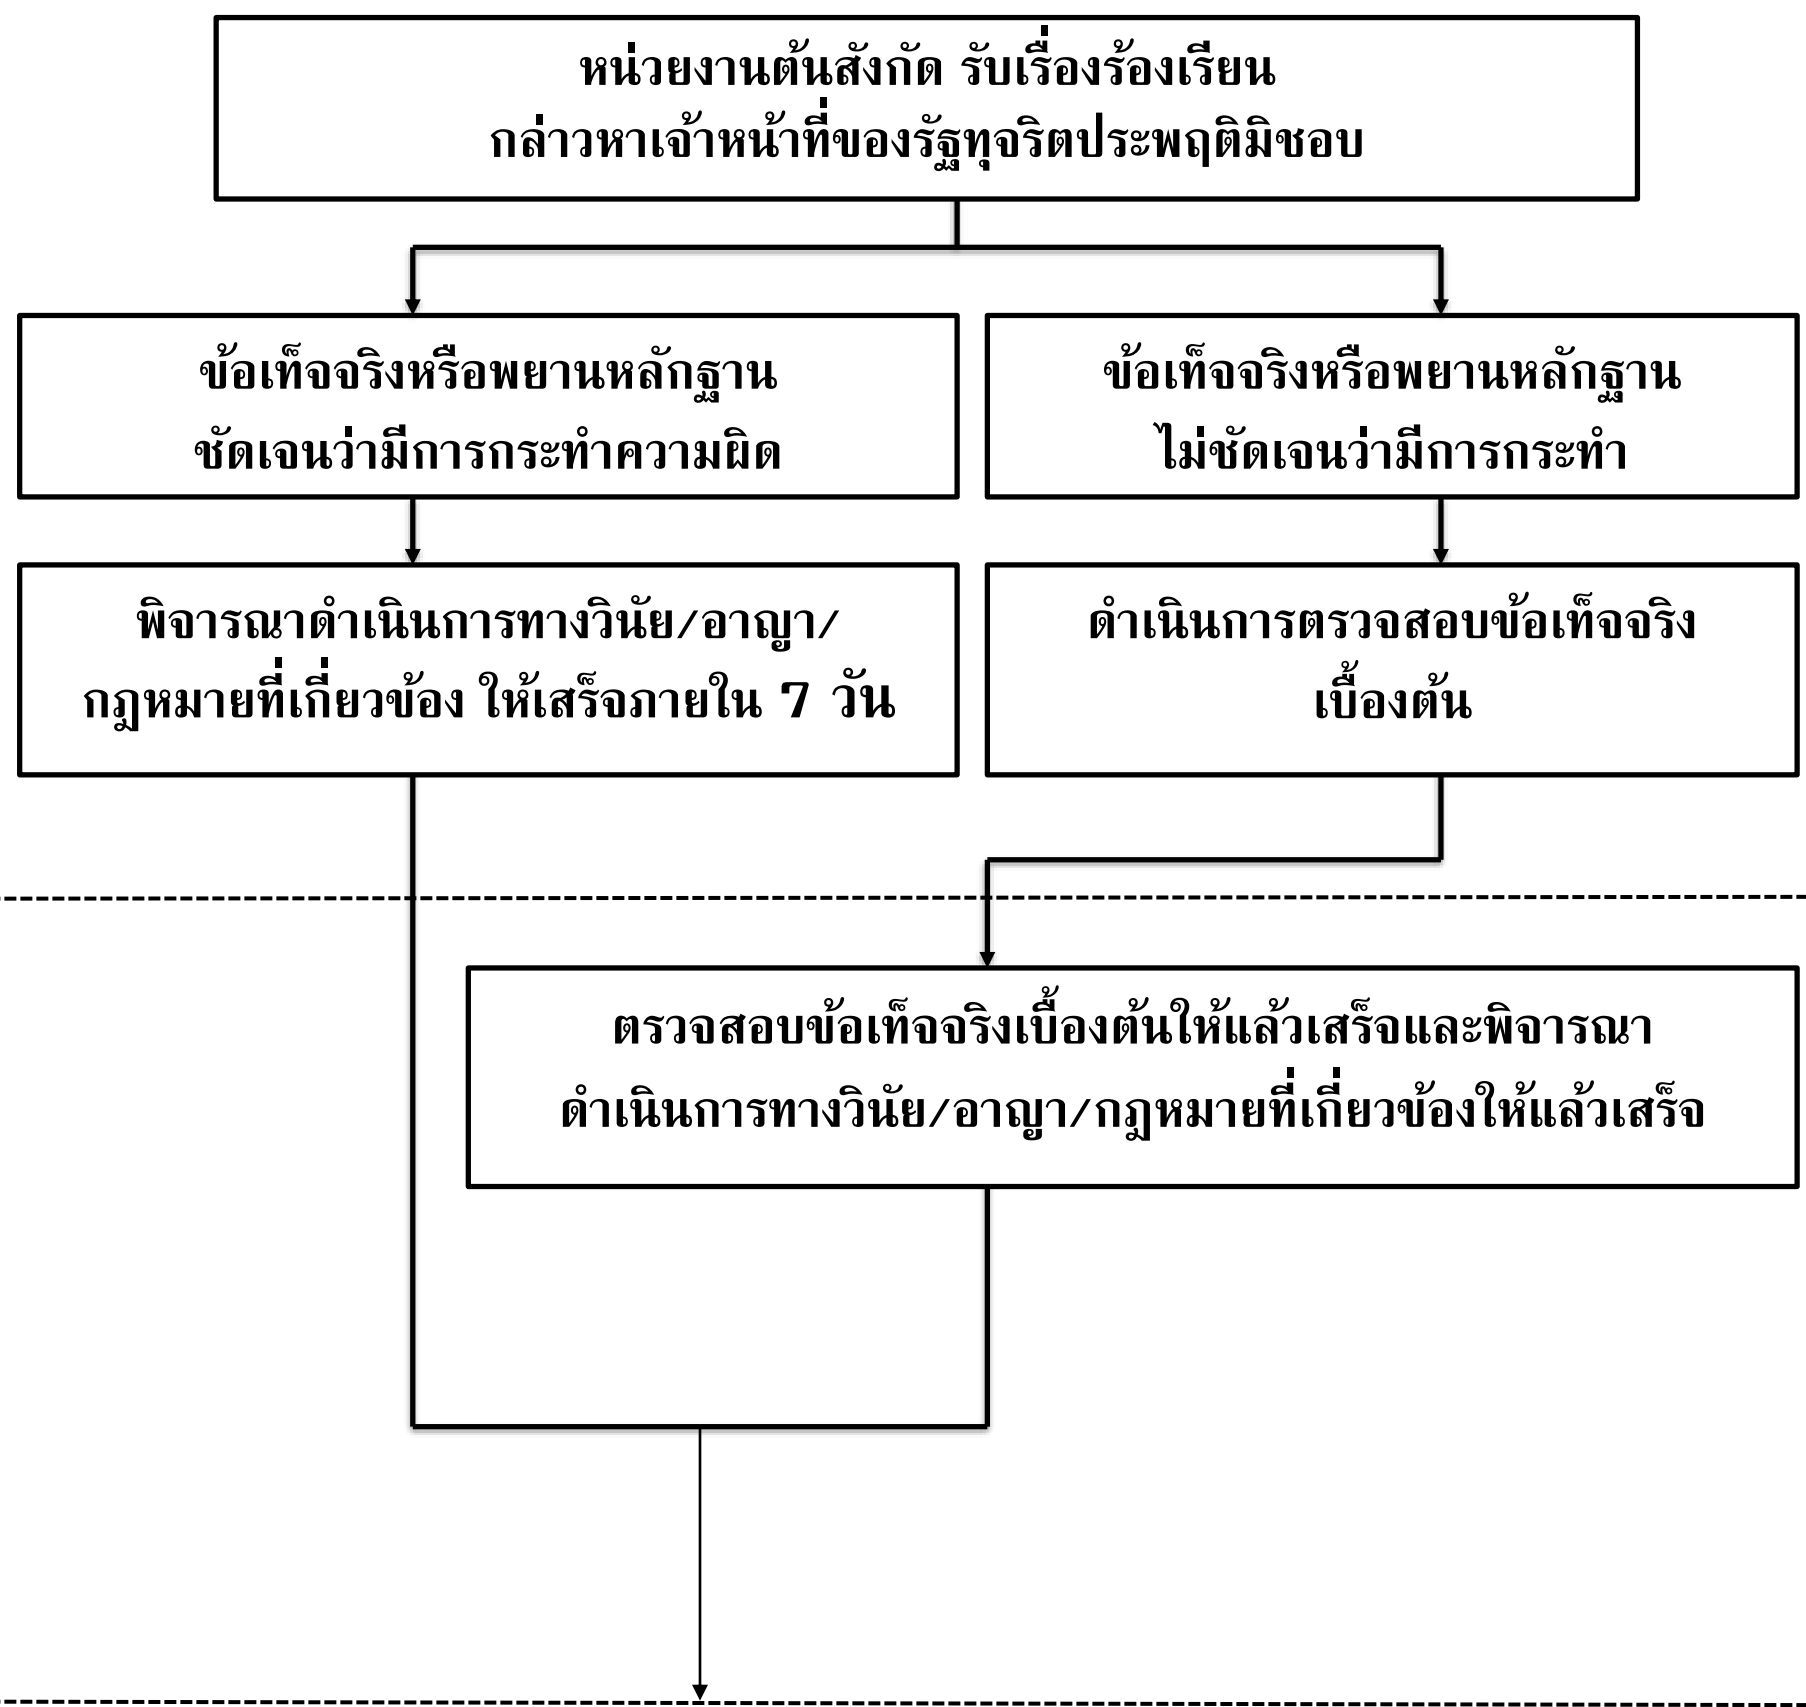 หน่วยงานต้นสังกัด รับเรื่องร้องเรียน
กล่าวหาเจ้าหน้าที่ของรัฐทุจริตประพฤติมิชอบ
ข้อเท็จจริงหรือพยานหลักฐาน
ชัดเจนว่ามีการกระทำความผิด
ข้อเท็จจริงหรือพยานหลักฐาน
ไม่ชัดเจนว่ามีการกระทำ
พิจารณาดำเนินการทางวินัย/อาญา/
กฎหมายที่เกี่ยวข้อง ให้เสร็จภายใน 7 วัน
ดำเนินการตรวจสอบข้อเท็จจริง
เบื้องต้น
ตรวจสอบข้อเท็จจริงเบื้องต้นให้แล้วเสร็จและพิจารณา
ดำเนินการทางวินัย/อาญา/กฎหมายที่เกี่ยวข้องให้แล้วเสร็จ